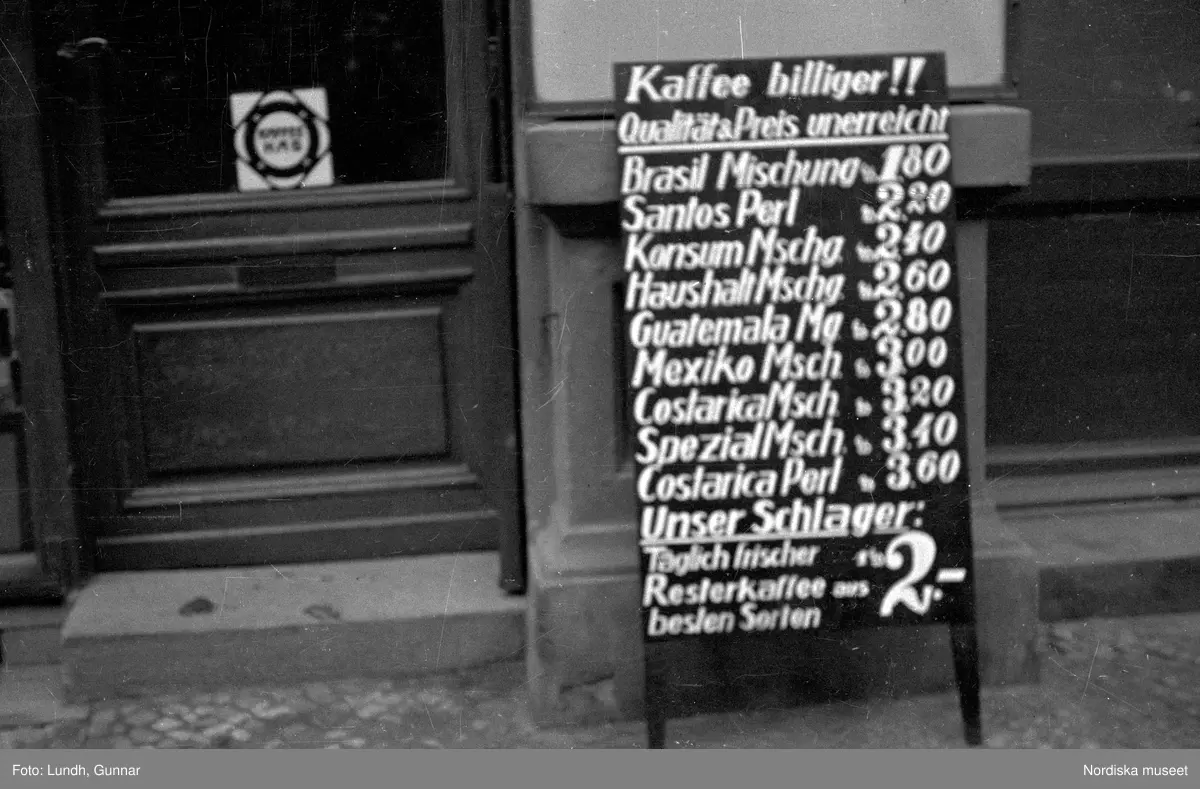 KAFFEE
HAG
Kaffee billiger!!
Qualität & Preis unerreicht
Brasil Mischung ℔ 1.80
Santos Perl ℔ 2.20
Konsum Mschg. ℔ 2.40
Haushalt Mschg. ℔ 2.60
Guatemala Mg ℔ 2.80
Mexiko Msch. ℔ 3.00
Costarica Msch. ℔ 3.20
Spezial Msch. ℔ 3.40
Costarica Perl ℔ 3.60
Unser Schlager:
Täglich frischer 1 ℔ 2.-
Resterkaffee aus
besten Sorten
Foto: Lundh, Gunnar
Nordiska museet